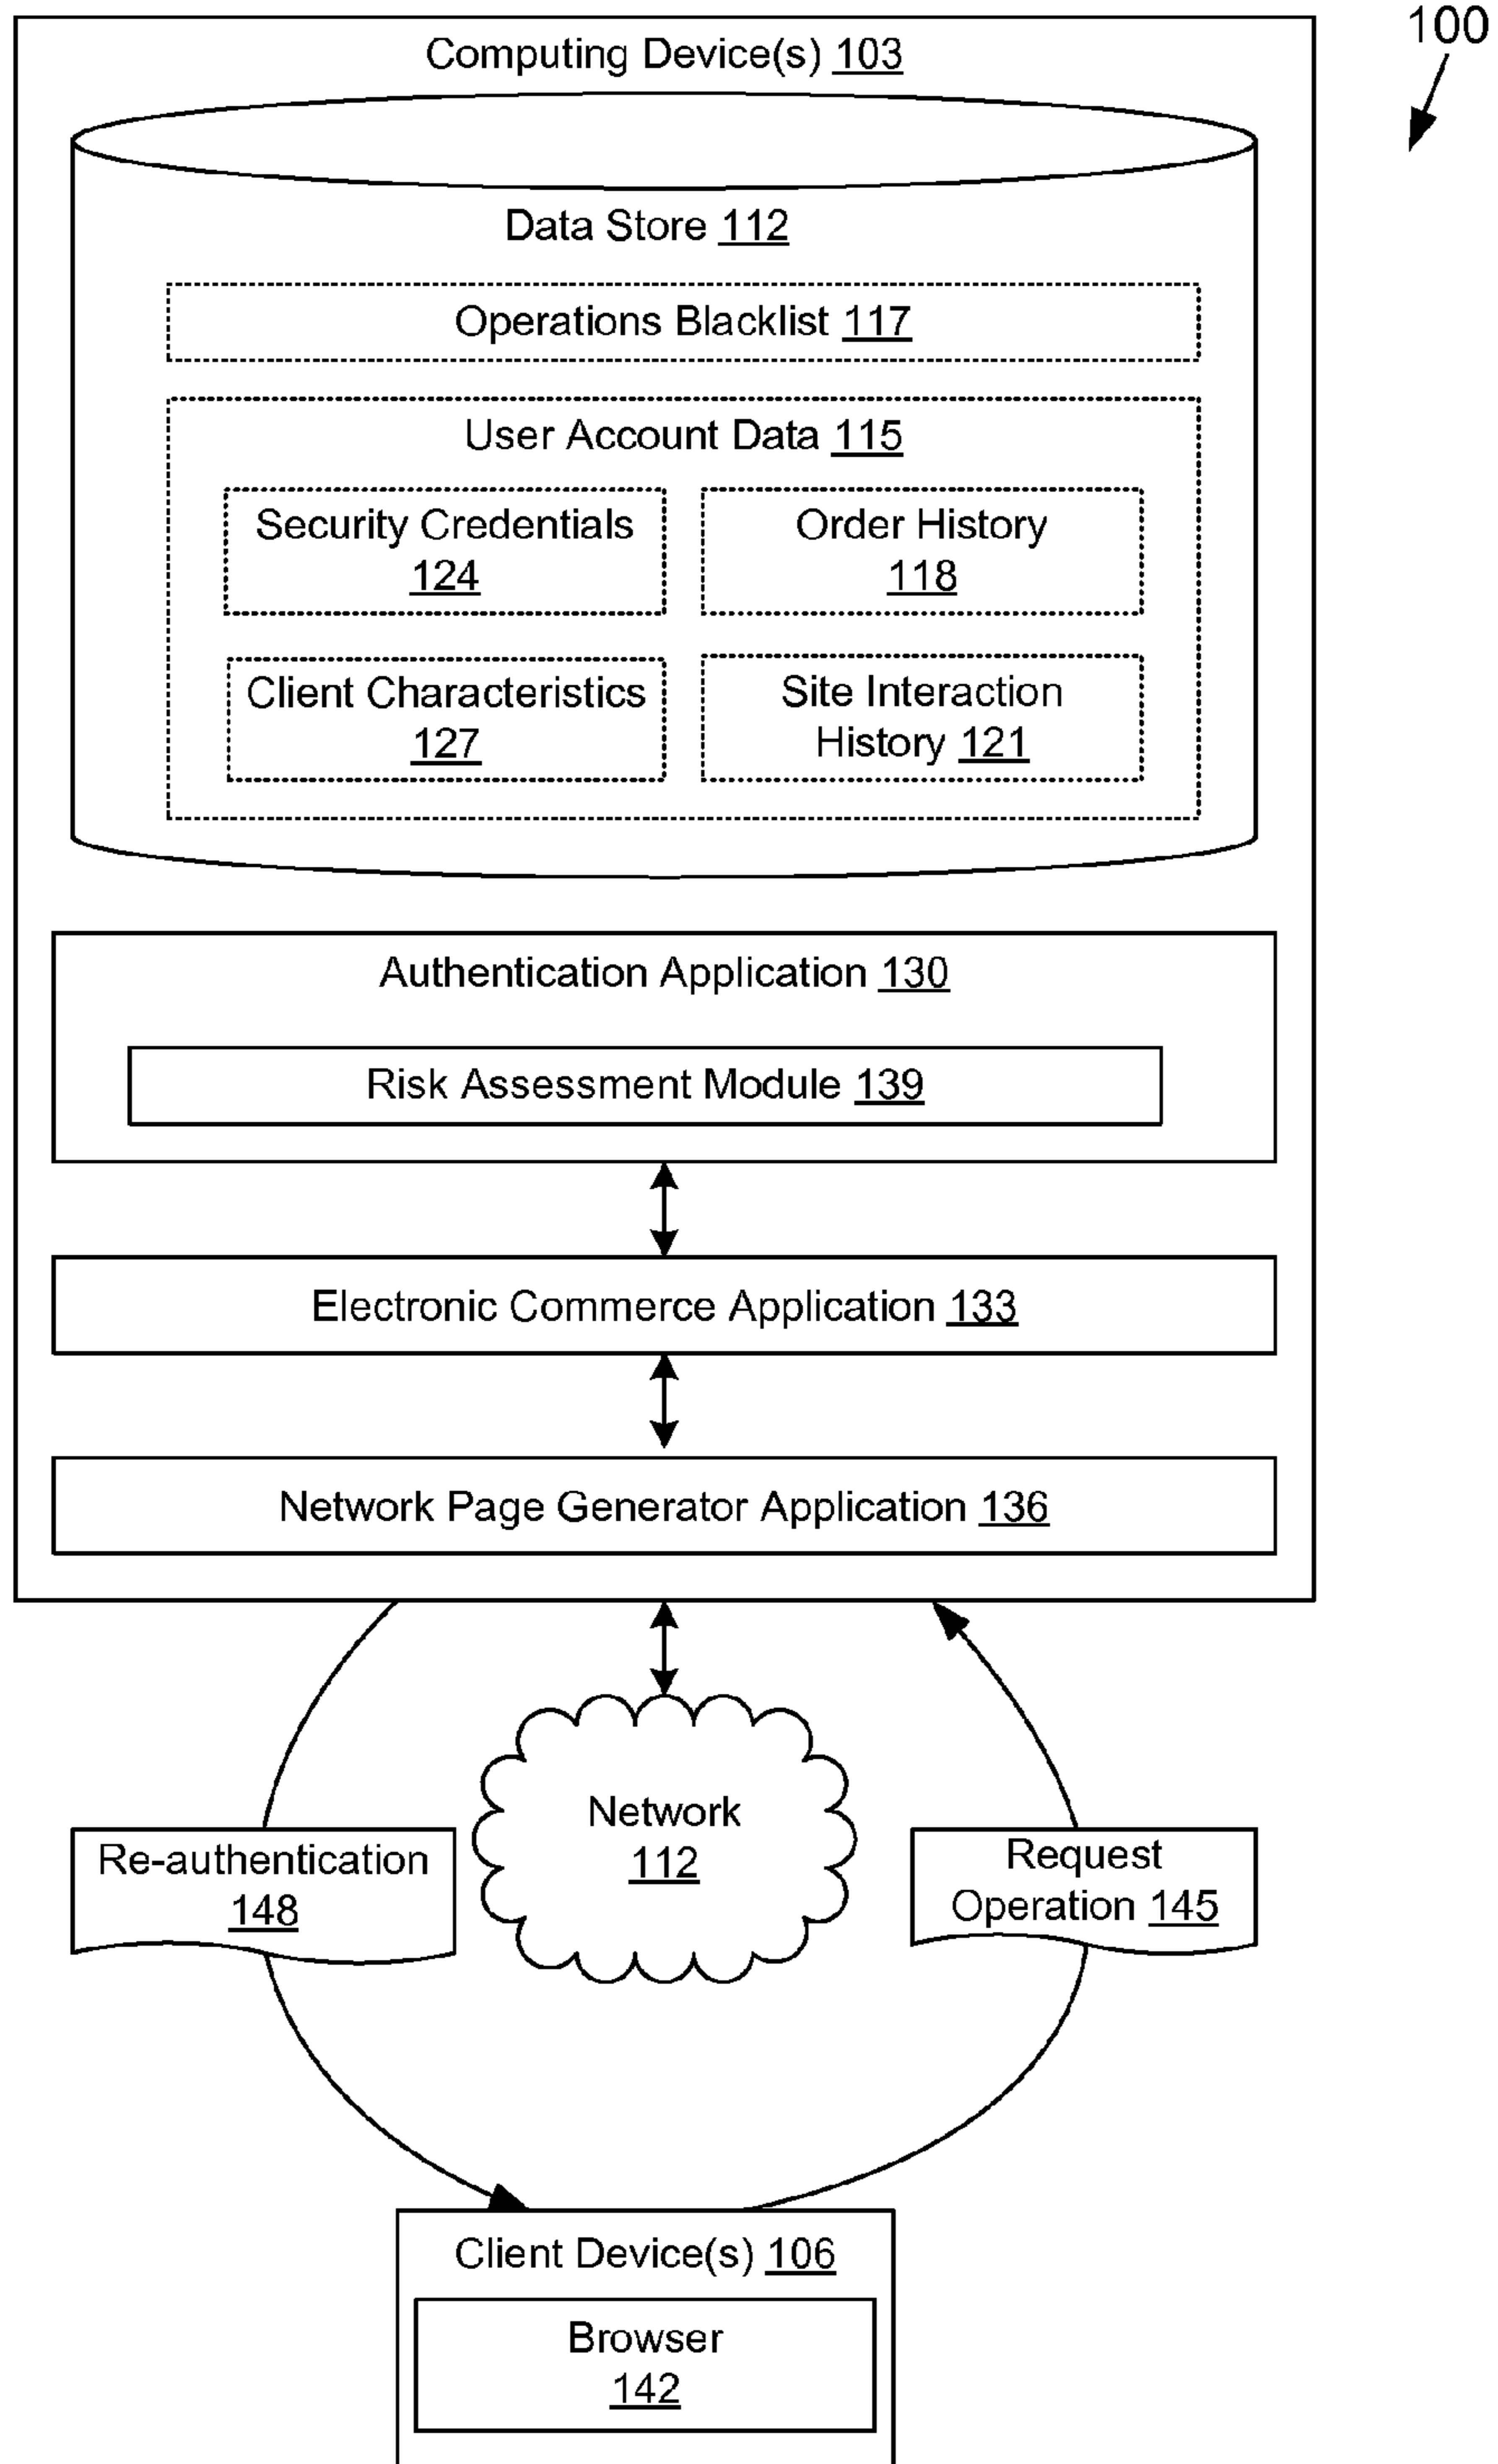 100
Computing Device(s) 103
Data Store 112
Operations Blacklist 117
User Account Data 115
Security Credentials
124
Order History
118
Client Characteristics
127
Site Interaction
History 121
Authentication Application 130
Risk Assessment Module 139
Electronic Commerce Application 133
Network Page Generator Application 136
Re-authentication
148
Network
112
Request
Operation 145
Client Device(s) 106
Browser
142